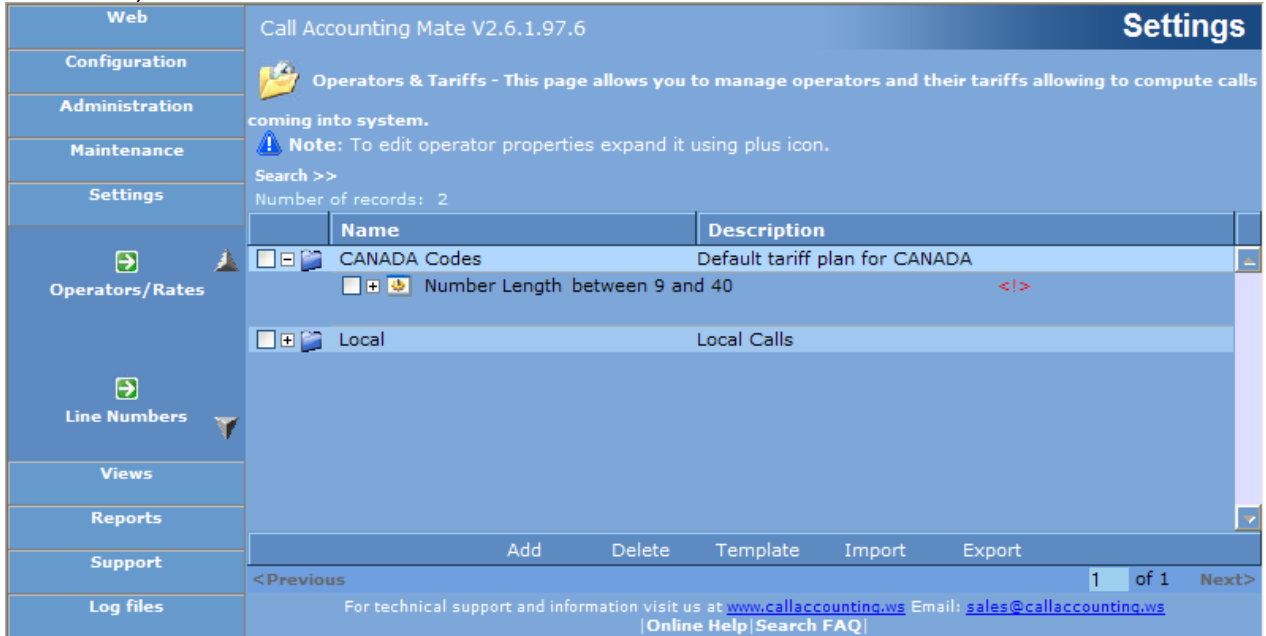 Web
Configuration
Administration
Maintenance
Settings
Operators/Rates
Line Numbers
Views
Reports
Support
Log files
Call Accounting Mate V2.6.1.97.6
Settings
Operators & Tariffs - This page allows you to manage operators and their tariffs allowing to compute calls
coming into system.
Note: To edit operator properties expand it using plus icon.
Search >>
Number of records: 2
Name Description
CANADA Codes Default tariff plan for CANADA
Number Length between 9 and 40 <!>
Local Local Calls
Add Delete Template Import Export
<Previous 1 of 1 Next>
For technical support and information visit us at www.callaccounting.ws Email: sales@callaccounting.ws
|Online Help|Search FAQ|